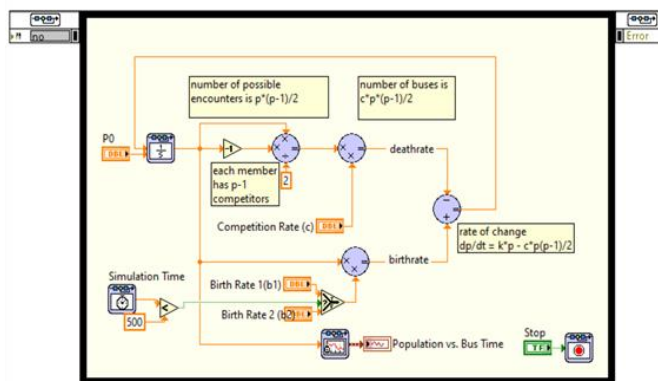 no
Error
number of possible
encounters is p*(p-1)/2
number of buses is
c*p*(p-1)/2
P0
DBL
1
S
-1
2
deathrate
each member
has p-1
competitors
Competition Rate (c)
DBL
rate of change
dp/dt = k*p - c*p(p-1)/2
birthrate
Simulation Time
Birth Rate 1(b1)
DBL
500
Birth Rate 2 (b2)
DBL
Population vs. Bus Time
Stop
TF